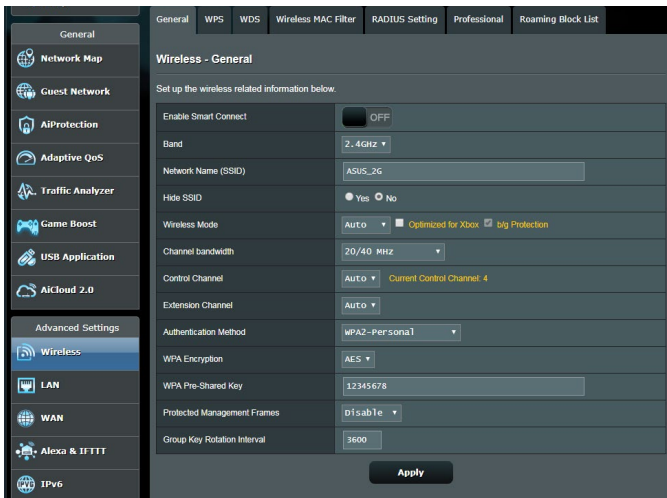 General
Network Map
Guest Network
AiProtection
Adaptive QoS
Traffic Analyzer
Game Boost
USB Application
AiCloud 2.0
Advanced Settings
Wireless
LAN
WAN
Alexa & IFTTT
IPv6
General WPS WDS Wireless MAC Filter RADIUS Setting Professional Roaming Block List
Wireless - General
Set up the wireless related information below.
Enable Smart Connect OFF
Band 2.4GHz
Network Name (SSID) ASUS_2G
Hide SSID Yes No
Wireless Mode Auto Optimized for Xbox b/g Protection
Channel bandwidth 20/40 MHz
Control Channel Auto Current Control Channel: 4
Extension Channel Auto
Authentication Method WPA2-Personal
WPA Encryption AES
WPA Pre-Shared Key 12345678
Protected Management Frames Disable
Group Key Rotation Interval 3600
Apply